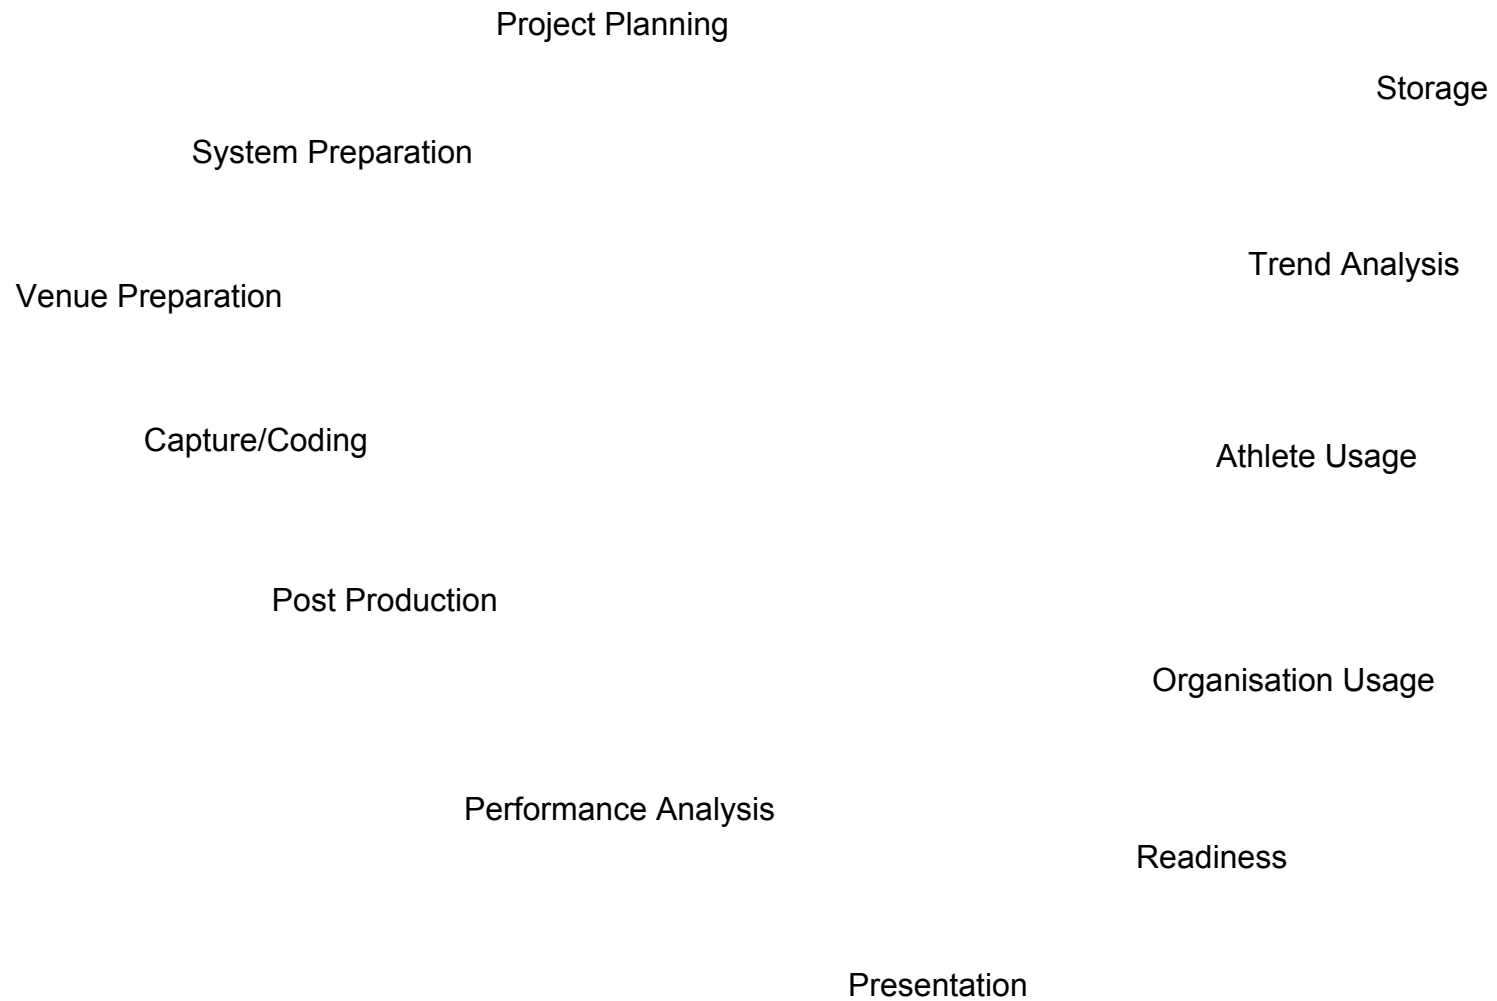 Project Planning
Storage
System Preparation
Trend Analysis
Venue Preparation
Capture/Coding
Athlete Usage
Post Production
Organisation Usage
Performance Analysis
Readiness
Presentation